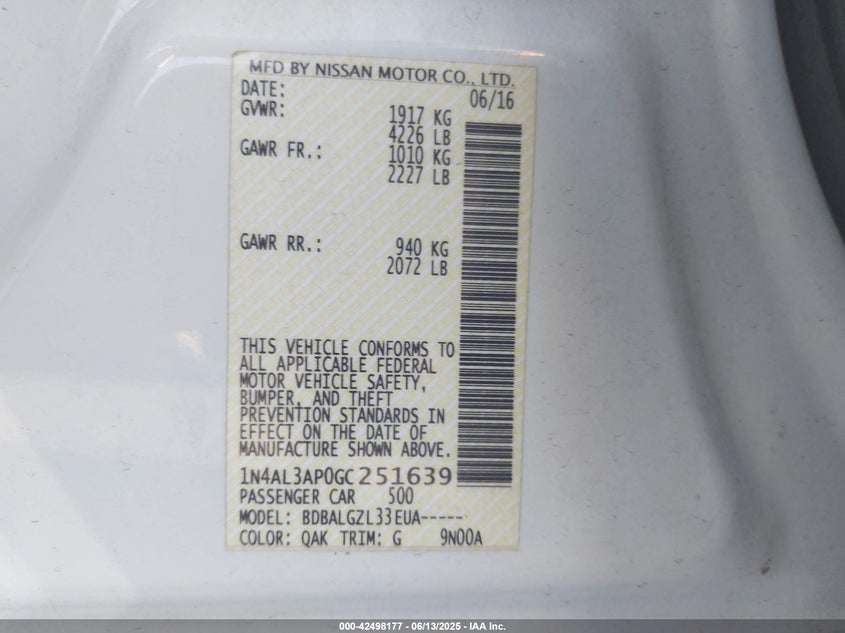 MFD BY NISSAN MOTOR CO., LTD.
DATE: 06/16
GVWR: 1917 KG
4226 LB
GAWR FR.: 1010 KG
2227 LB
GAWR RR.: 940 KG
2072 LB
THIS VEHICLE CONFORMS TO
ALL APPLICABLE FEDERAL
MOTOR VEHICLE SAFETY,
BUMPER, AND THEFT
PREVENTION STANDARDS IN
EFFECT ON THE DATE OF
MANUFACTURE SHOWN ABOVE.
1N4AL3AP0GC251639
PASSENGER CAR 500
MODEL: BDBALGZL33EUA-----
COLOR: QAK TRIM: G 9N00A
000-42498177 - 06/13/2025 - IAA Inc.